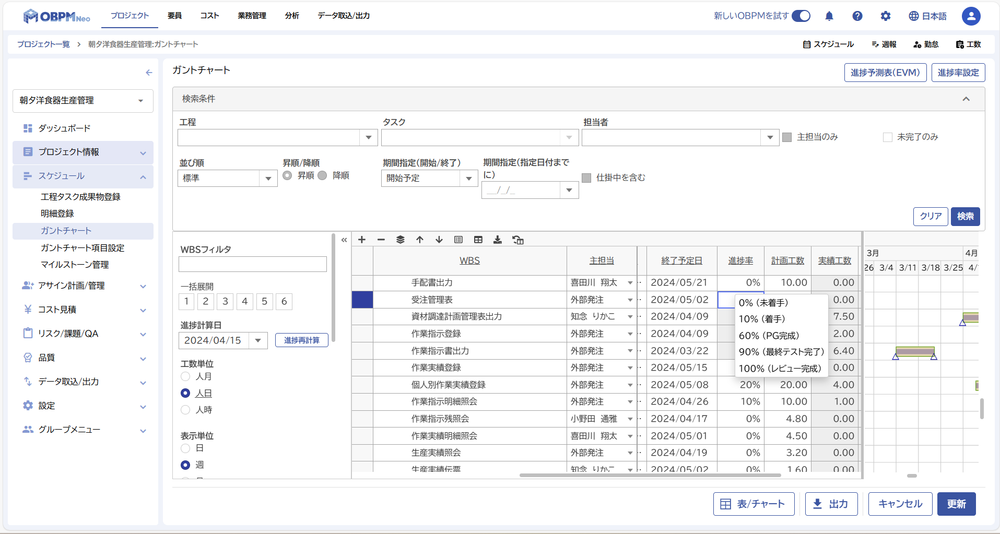 OBPM Neo
プロジェクト 要員 コスト 業務管理 分析 データ取込/出力
新しいOBPMを試す
日本語
プロジェクト一覧 > 朝夕洋食器生産管理:ガントチャート
スケジュール 週報 勤怠 工数
朝夕洋食器生産管理
ダッシュボード
プロジェクト情報
スケジュール
工程タスク成果物登録
明細登録
ガントチャート
ガントチャート項目設定
マイルストーン管理
アサイン計画/管理
コスト見積
リスク/課題/QA
品質
データ取込/出力
設定
グループメニュー
ガントチャート
進捗予測表(EVM) 進捗率設定
検索条件
工程 タスク 担当者
主担当のみ 未完了のみ
並び順 昇順/降順 期間指定(開始/終了) 期間指定(指定日付までに)
標準 昇順 降順 開始予定 __/_/_ 仕掛中を含む
クリア 検索
WBSフィルタ
一括展開
1 2 3 4 5 6
進捗計算日
2024/04/15 進捗再計算
工数単位
人月
人日
人時
表示単位
日
週
WBS 主担当 終了予定日 進捗率 計画工数 実績工数
手配書出力 喜田川 翔太 2024/05/21 0% 10.00 0.00
受注管理表 外部発注 2024/05/02 0.00
資材調達計画管理表出力 知念 りかこ 2024/04/09 7.50
作業指示登録 外部発注 2024/04/09 2.00
作業指示書出力 外部発注 2024/03/22 6.40
作業実績登録 外部発注 2024/05/15 0.00
個人別作業実績登録 外部発注 2024/05/08 20% 20.00 4.00
作業指示明細照会 外部発注 2024/04/26 10% 10.00 1.00
作業指示残照会 小野田 通雅 2024/04/17 0% 4.80 0.00
作業実績明細照会 喜田川 翔太 2024/05/01 0% 4.50 0.00
生産実績照会 外部発注 2024/04/19 0% 3.20 0.00
生産実績伝票 知念 りかこ 2024/05/02 0% 1.60 0.00
0% (未着手)
10% (着手)
60% (PG完成)
90% (最終テスト完了)
100% (レビュー完成)
3月 4月
26 3/4 3/11 3/18 3/25 4/
表/チャート 出力 キャンセル 更新